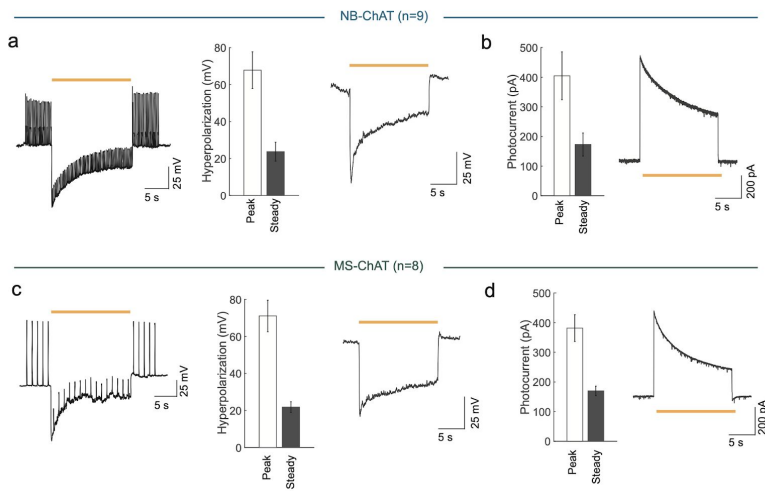 NB-ChAT (n=9)
a
b
Hyperpolarization (mV)
80
60
40
20
0
Peak
Steady
5 s
25 mV
5 s
25 mV
Photocurrent (pA)
500
400
300
200
100
0
Peak
Steady
5 s
200 pA
MS-ChAT (n=8)
c
d
Hyperpolarization (mV)
80
60
40
20
0
Peak
Steady
5 s
25 mV
5 s
25 mV
Photocurrent (pA)
500
400
300
200
100
0
Peak
Steady
5 s
200 pA